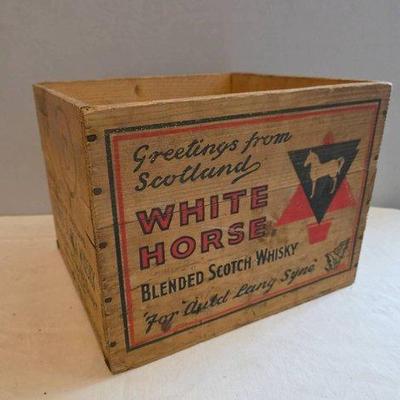 Greetings from
Scotland
WHITE
HORSE
BLENDED SCOTCH WHISKY
"For Auld Lang Syne"